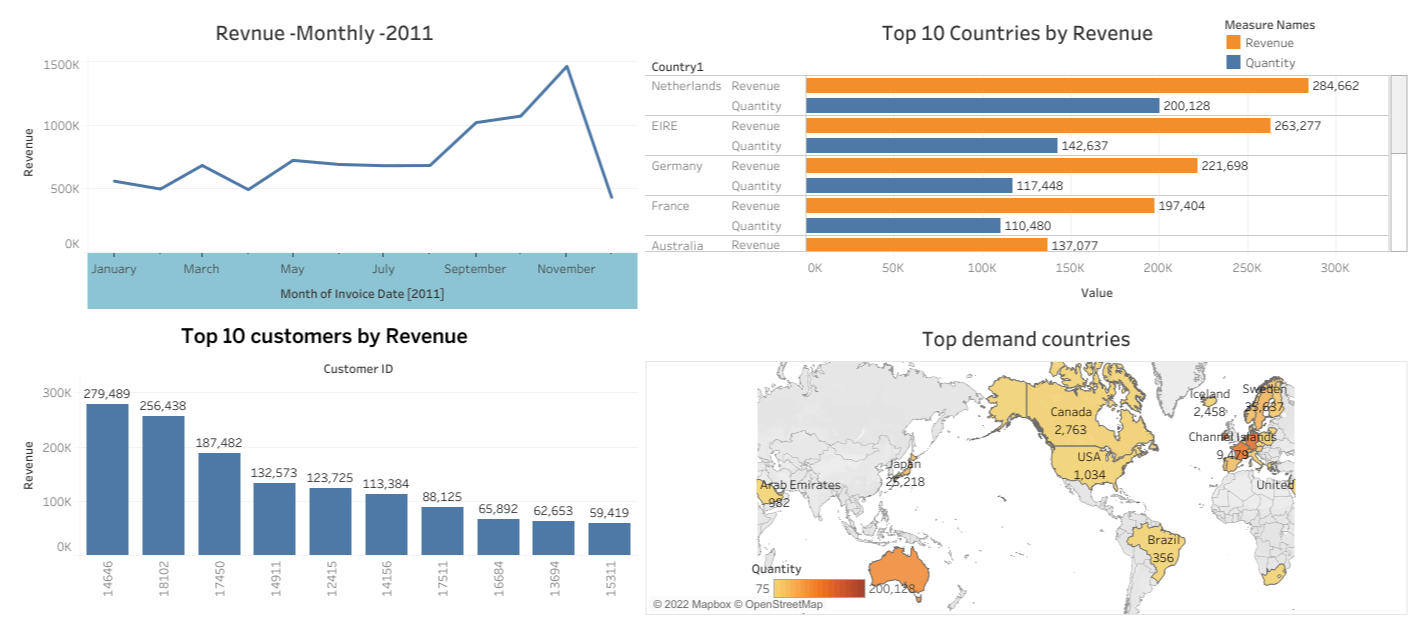 Revnue -Monthly -2011
1500K
1000K
500K
0K
Revenue
January March May July September November
Month of Invoice Date [2011]
Top 10 Countries by Revenue
Measure Names
Revenue
Quantity
Country1
Netherlands Revenue 284,662
Quantity 200,128
EIRE Revenue 263,277
Quantity 142,637
Germany Revenue 221,698
Quantity 117,448
France Revenue 197,404
Quantity 110,480
Australia Revenue 137,077
0K 50K 100K 150K 200K 250K 300K
Value
Top 10 customers by Revenue
Customer ID
300K
200K
100K
0K
Revenue
279,489
256,438
187,482
132,573
123,725
113,384
88,125
65,892
62,653
59,419
14646 18102 17450 14911 12415 14156 17511 16684 13694 15311
Top demand countries
Iceland
2,458
Sweden
35,637
Canada
2,763
Channel Islands
9,479
USA
1,034
Japan
25,218
Arab Emirates
982
United
Brazil
356
Quantity
75 200,128
© 2022 Mapbox © OpenStreetMap